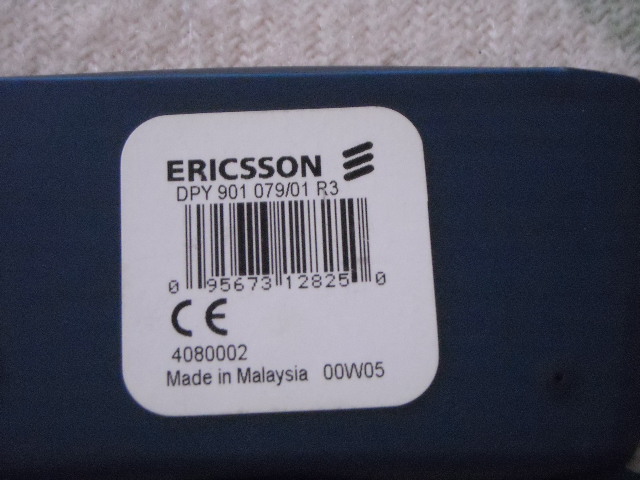 ERICSSON
DPY 901 079/01 R3
0 95673 12825 0
CE
4080002
Made in Malaysia 00W05